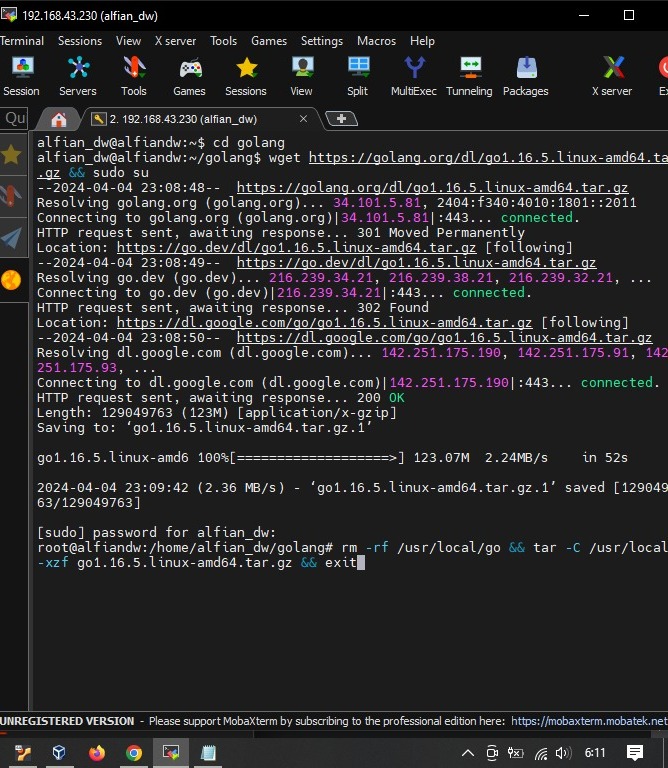 192.168.43.230 (alfian_dw)
Terminal Sessions View X server Tools Games Settings Macros Help
Session Servers Tools Games Sessions View Split MultiExec Tunneling Packages X server Ex
Qu 2. 192.168.43.230 (alfian_dw)
alfian_dw@alfiandw:~$ cd golang
alfian_dw@alfiandw:~/golang$ wget https://golang.org/dl/go1.16.5.linux-amd64.ta
.gz && sudo su
--2024-04-04 23:08:48-- https://golang.org/dl/go1.16.5.linux-amd64.tar.gz
Resolving golang.org (golang.org)... 34.101.5.81, 2404:f340:4010:1801::2011
Connecting to golang.org (golang.org)|34.101.5.81|:443... connected.
HTTP request sent, awaiting response... 301 Moved Permanently
Location: https://go.dev/dl/go1.16.5.linux-amd64.tar.gz [following]
--2024-04-04 23:08:49-- https://go.dev/dl/go1.16.5.linux-amd64.tar.gz
Resolving go.dev (go.dev)... 216.239.34.21, 216.239.38.21, 216.239.32.21, ...
Connecting to go.dev (go.dev)|216.239.34.21|:443... connected.
HTTP request sent, awaiting response... 302 Found
Location: https://dl.google.com/go/go1.16.5.linux-amd64.tar.gz [following]
--2024-04-04 23:08:50-- https://dl.google.com/go/go1.16.5.linux-amd64.tar.gz
Resolving dl.google.com (dl.google.com)... 142.251.175.190, 142.251.175.91, 142
251.175.93, ...
Connecting to dl.google.com (dl.google.com)|142.251.175.190|:443... connected.
HTTP request sent, awaiting response... 200 OK
Length: 129049763 (123M) [application/x-gzip]
Saving to: ‘go1.16.5.linux-amd64.tar.gz.1’
go1.16.5.linux-amd6 100%[===================>] 123.07M 2.24MB/s in 52s
2024-04-04 23:09:42 (2.36 MB/s) - ‘go1.16.5.linux-amd64.tar.gz.1’ saved [129049
63/129049763]
[sudo] password for alfian_dw:
root@alfiandw:/home/alfian_dw/golang# rm -rf /usr/local/go && tar -C /usr/local
-xzf go1.16.5.linux-amd64.tar.gz && exit
UNREGISTERED VERSION - Please support MobaXterm by subscribing to the professional edition here: https://mobaxterm.mobatek.net
6:11